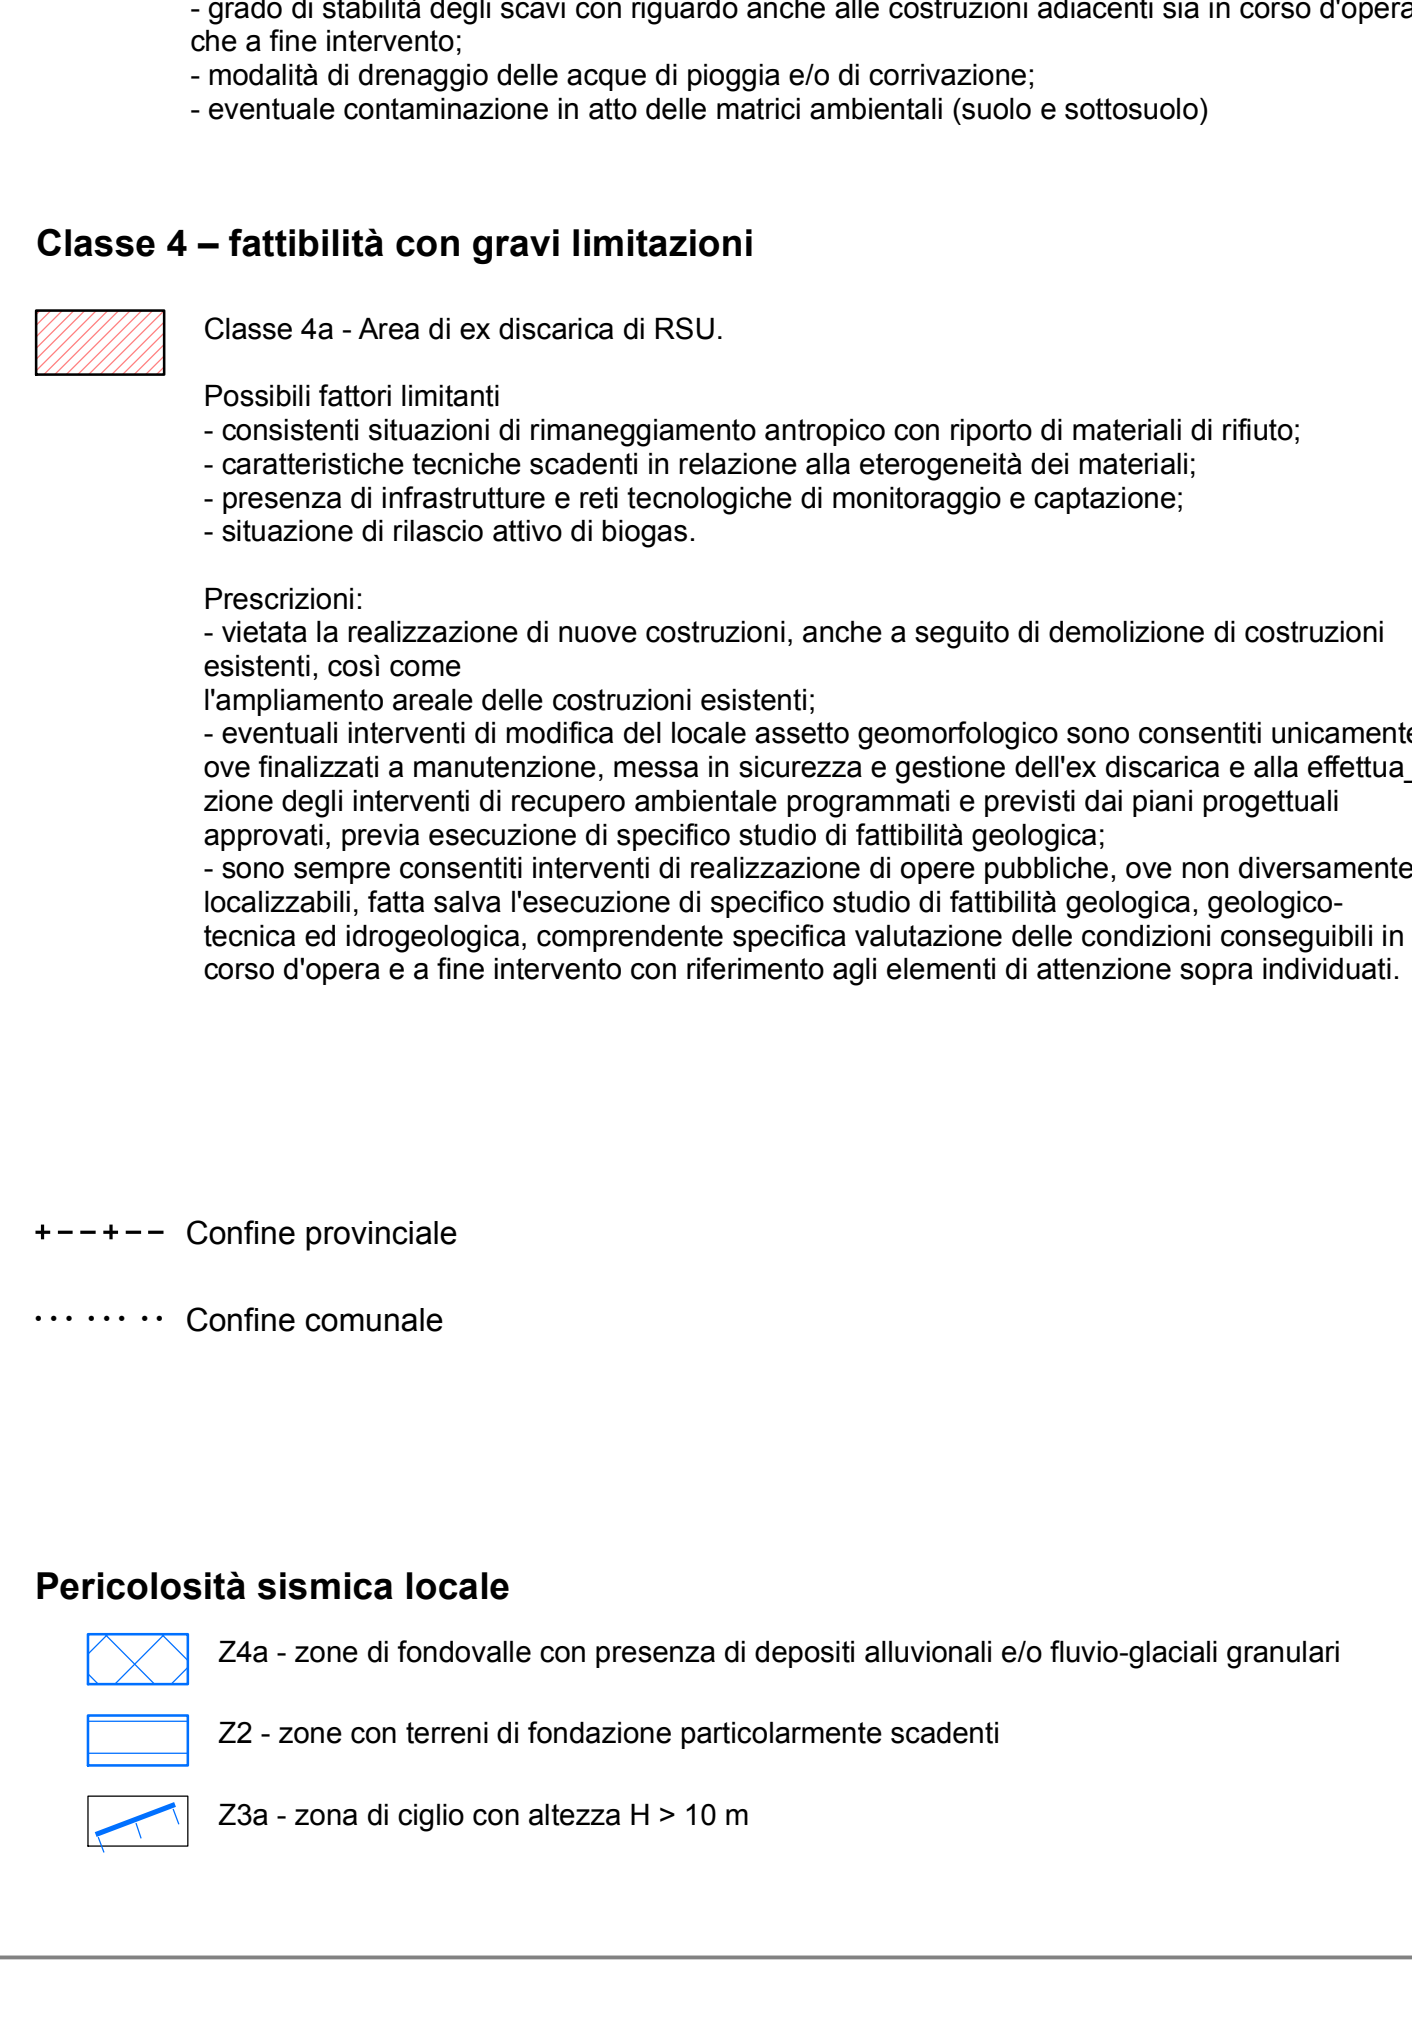 - grado di stabilità degli scavi con riguardo anche alle costruzioni adiacenti sia in corso d'opera
che a fine intervento;
- modalità di drenaggio delle acque di pioggia e/o di corrivazione;
- eventuale contaminazione in atto delle matrici ambientali (suolo e sottosuolo)
Classe 4 – fattibilità con gravi limitazioni
Classe 4a - Area di ex discarica di RSU.
Possibili fattori limitanti
- consistenti situazioni di rimaneggiamento antropico con riporto di materiali di rifiuto;
- caratteristiche tecniche scadenti in relazione alla eterogeneità dei materiali;
- presenza di infrastrutture e reti tecnologiche di monitoraggio e captazione;
- situazione di rilascio attivo di biogas.
Prescrizioni:
- vietata la realizzazione di nuove costruzioni, anche a seguito di demolizione di costruzioni
esistenti, così come
l'ampliamento areale delle costruzioni esistenti;
- eventuali interventi di modifica del locale assetto geomorfologico sono consentiti unicamente
ove finalizzati a manutenzione, messa in sicurezza e gestione dell'ex discarica e alla effettua_
zione degli interventi di recupero ambientale programmati e previsti dai piani progettuali
approvati, previa esecuzione di specifico studio di fattibilità geologica;
- sono sempre consentiti interventi di realizzazione di opere pubbliche, ove non diversamente
localizzabili, fatta salva l'esecuzione di specifico studio di fattibilità geologica, geologico-
tecnica ed idrogeologica, comprendente specifica valutazione delle condizioni conseguibili in
corso d'opera e a fine intervento con riferimento agli elementi di attenzione sopra individuati.
Confine provinciale
Confine comunale
Pericolosità sismica locale
Z4a - zone di fondovalle con presenza di depositi alluvionali e/o fluvio-glaciali granulari
Z2 - zone con terreni di fondazione particolarmente scadenti
Z3a - zona di ciglio con altezza H > 10 m